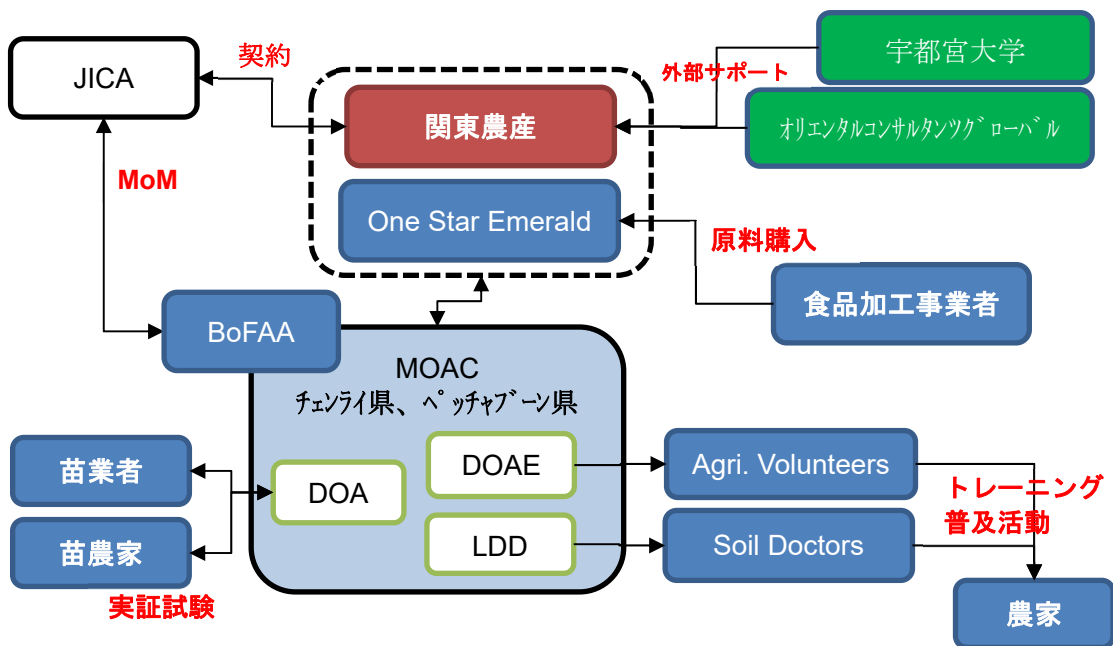 JICA
契約
宇都宮大学
外部サポート
関東農産
ｵﾘｴﾝﾀﾙｺﾝｻﾙﾀﾝﾂｸﾞﾛｰﾊﾞﾙ
MoM
One Star Emerald
原料購入
食品加工事業者
BoFAA
MOAC
ﾁｪﾝﾗｲ県、ﾍﾟｯﾁｬﾌﾞｰﾝ県
苗業者
DOA
DOAE
Agri. Volunteers
トレーニング
普及活動
苗農家
LDD
Soil Doctors
実証試験
農家